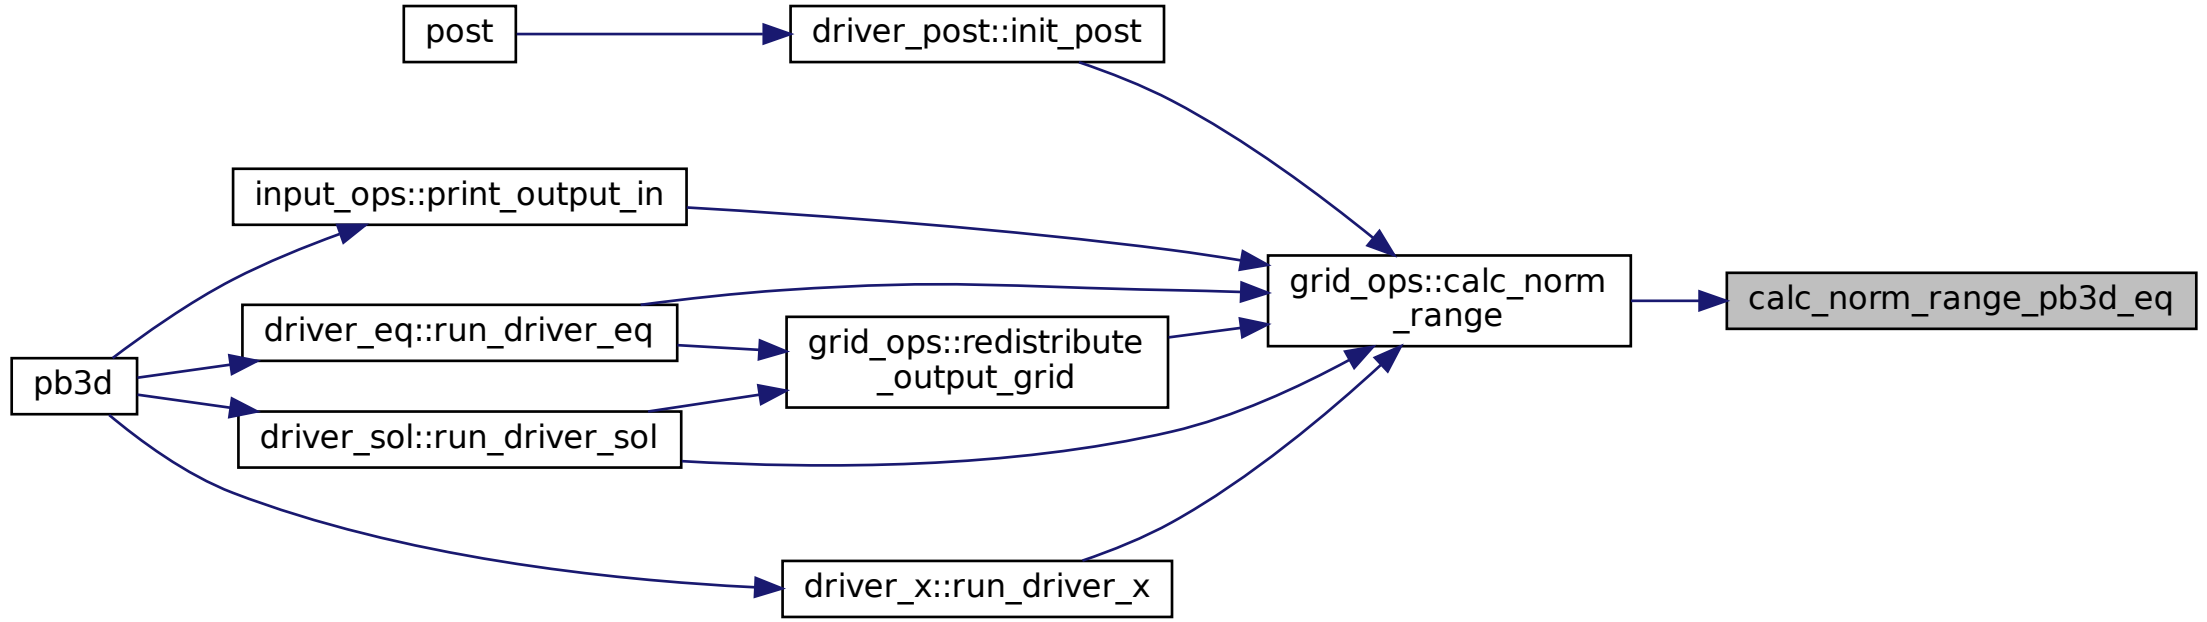 post
driver_post::init_post
input_ops::print_output_in
grid_ops::calc_norm
_range
calc_norm_range_pb3d_eq
driver_eq::run_driver_eq
grid_ops::redistribute
_output_grid
pb3d
driver_sol::run_driver_sol
driver_x::run_driver_x